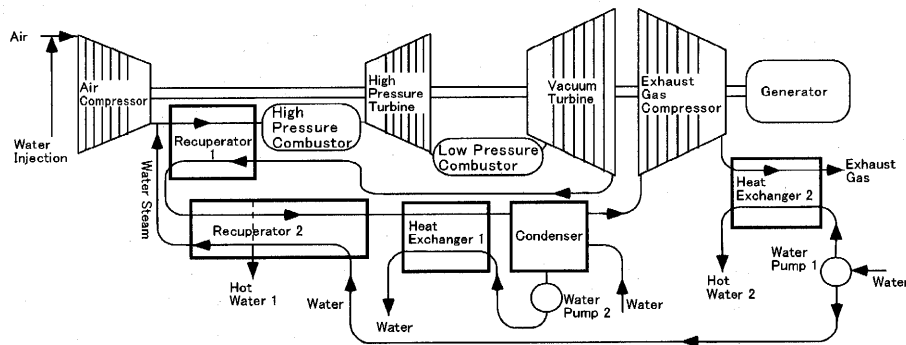 Air
Air
Compressor
Water
Injection
High
Pressure
Turbine
Vacuum
Turbine
Exhaust
Gas
Compressor
Generator
High
Pressure
Combustor
Low Pressure
Combustor
Recuperator
1
Water Steam
Recuperator 2
Heat
Exchanger 1
Condenser
Heat
Exchanger 2
Exhaust
Gas
Hot
Water 1
Water
Water
Water
Pump 2
Water
Hot
Water 2
Water
Pump 1
Water